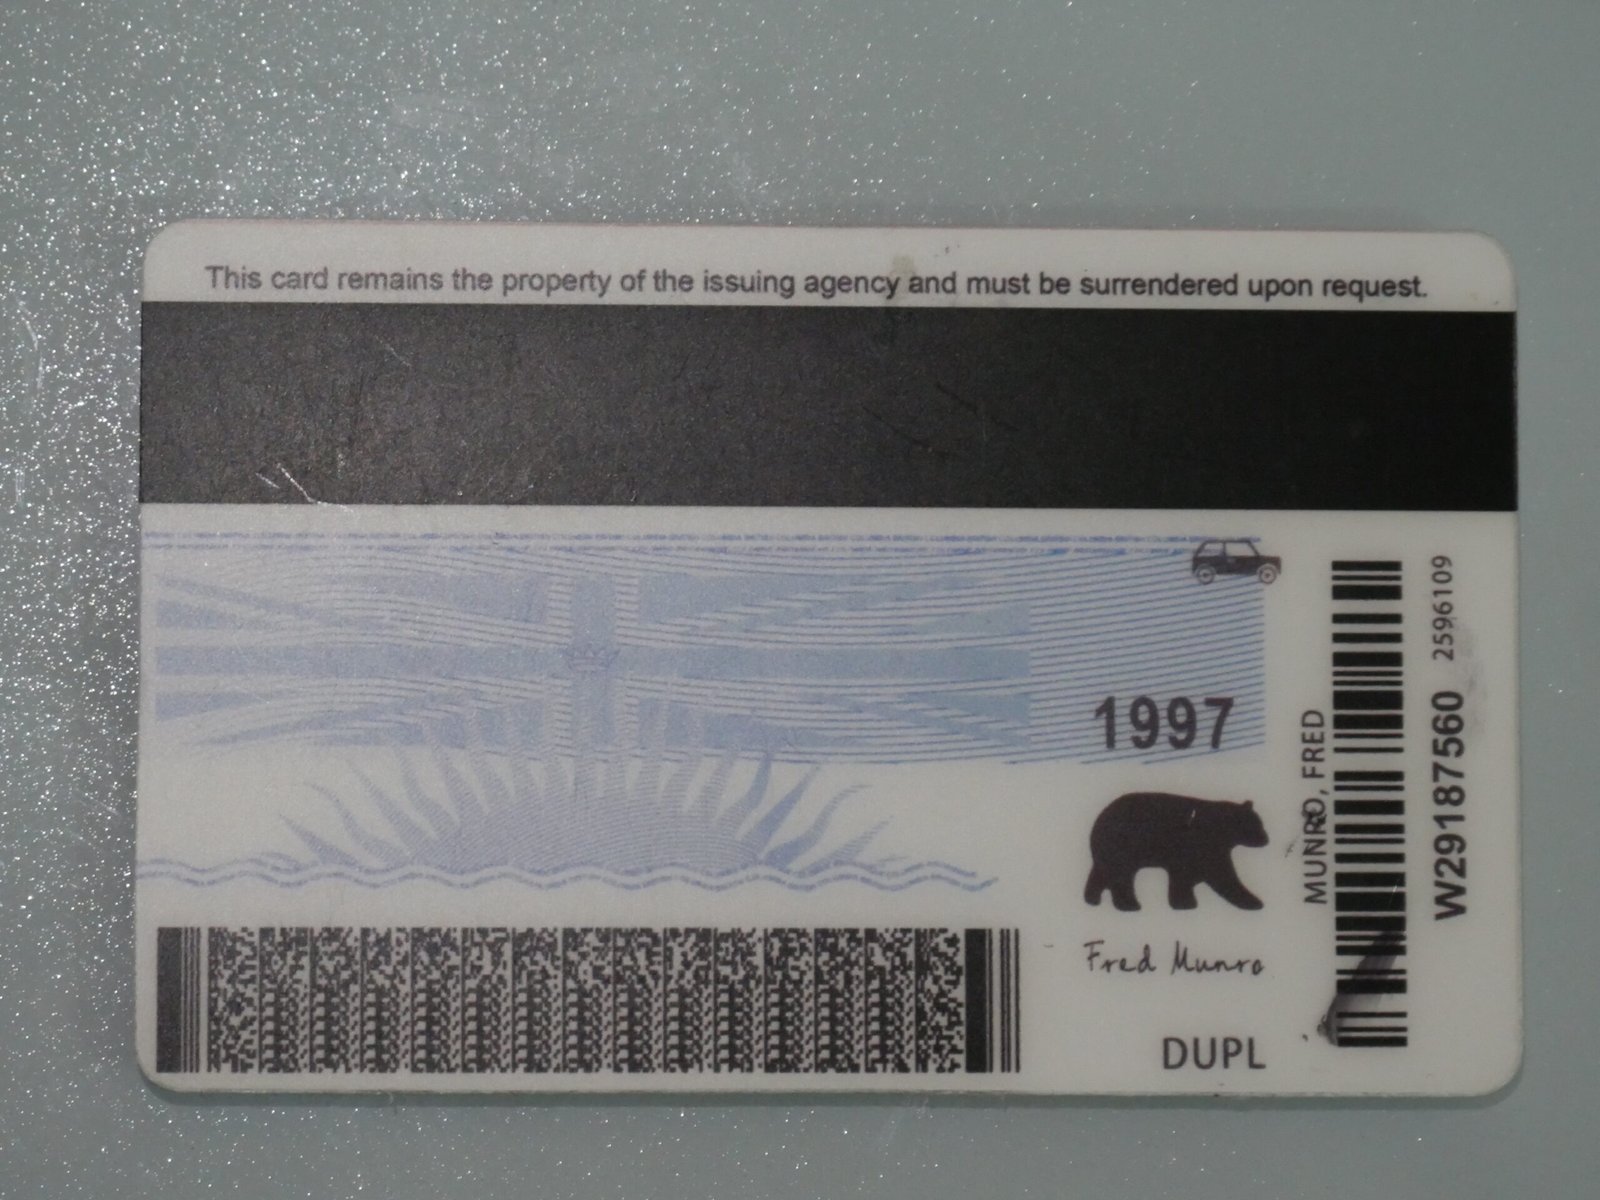 This card remains the property of the issuing agency and must be surrendered upon request.
1997
Fred Munro
DUPL
MUNRO, FRED
W29187560 2596109